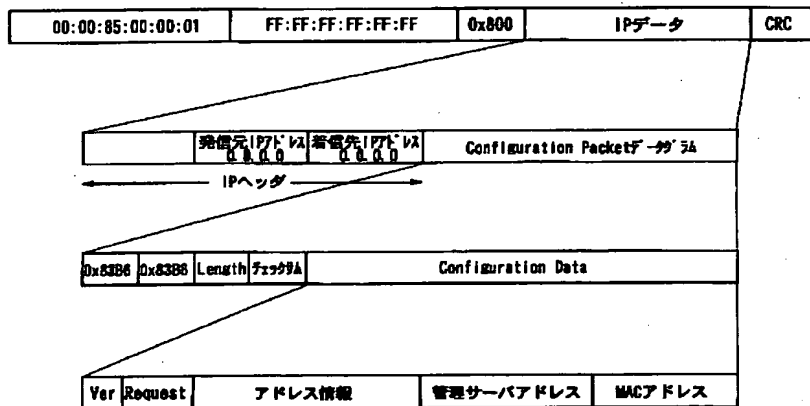 00:00:85:00:00:01 FF:FF:FF:FF:FF:FF 0x800 IPデータ CRC
発信元IPアドレス 着信先IPアドレス Configuration Packetデータグラム
0.0.0.0 0.0.0.0
IPヘッダ
0x83B6 0x83B6 Length チェックサム Configuration Data
Ver Request アドレス情報 管理サーバアドレス MACアドレス